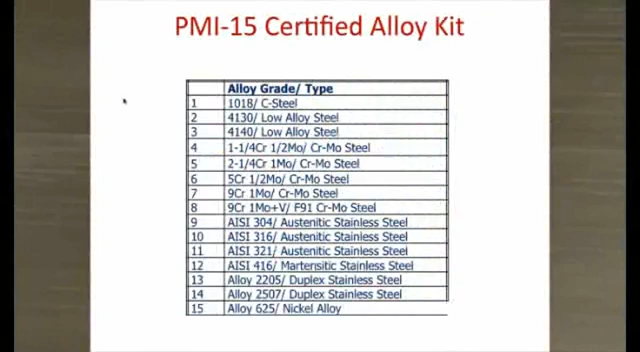 PMI-15 Certified Alloy Kit
Alloy Grade/ Type
1 1018/ C-Steel
2 4130/ Low Alloy Steel
3 4140/ Low Alloy Steel
4 1-1/4Cr 1/2Mo/ Cr-Mo Steel
5 2-1/4Cr 1Mo/ Cr-Mo Steel
6 5Cr 1/2Mo/ Cr-Mo Steel
7 9Cr 1Mo/ Cr-Mo Steel
8 9Cr 1Mo+V/ F91 Cr-Mo Steel
9 AISI 304/ Austenitic Stainless Steel
10 AISI 316/ Austenitic Stainless Steel
11 AISI 321/ Austenitic Stainless Steel
12 AISI 416/ Martensitic Stainless Steel
13 Alloy 2205/ Duplex Stainless Steel
14 Alloy 2507/ Duplex Stainless Steel
15 Alloy 625/ Nickel Alloy